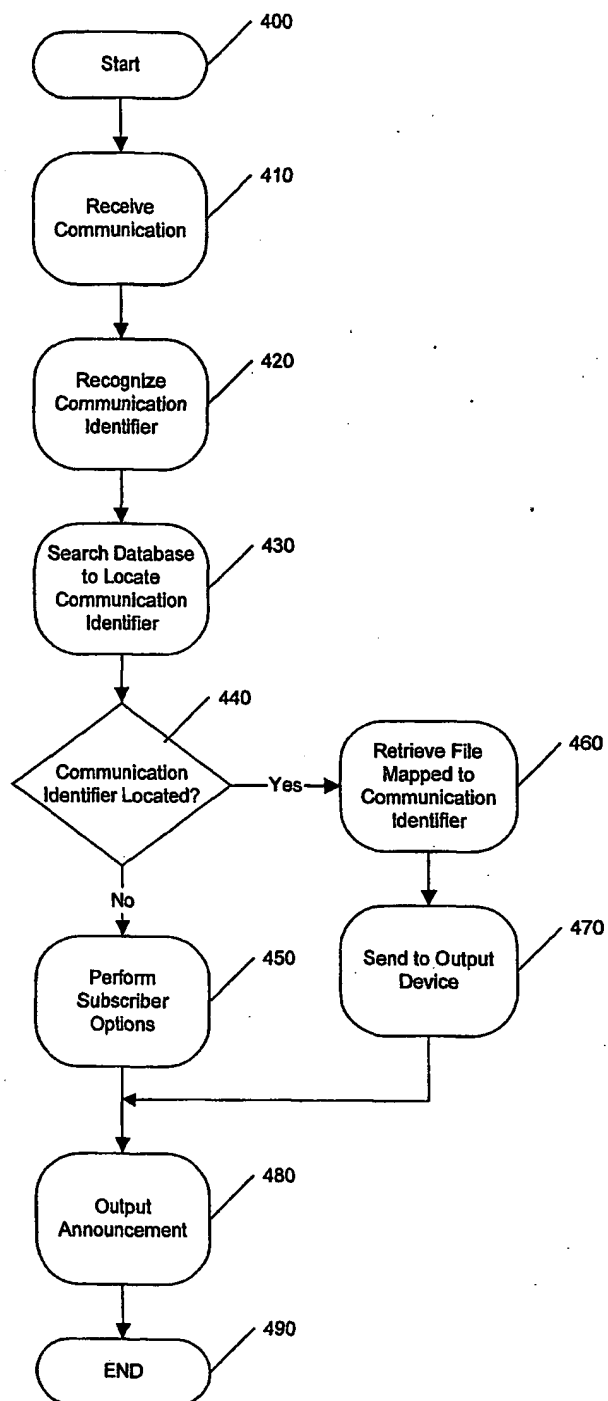 400
Start
410
Receive
Communication
420
Recognize
Communication
Identifier
430
Search Database
to Locate
Communication
Identifier
440
Communication
Identifier Located?
Yes
460
Retrieve File
Mapped to
Communication
Identifier
No
450
Perform
Subscriber
Options
470
Send to Output
Device
480
Output
Announcement
490
END